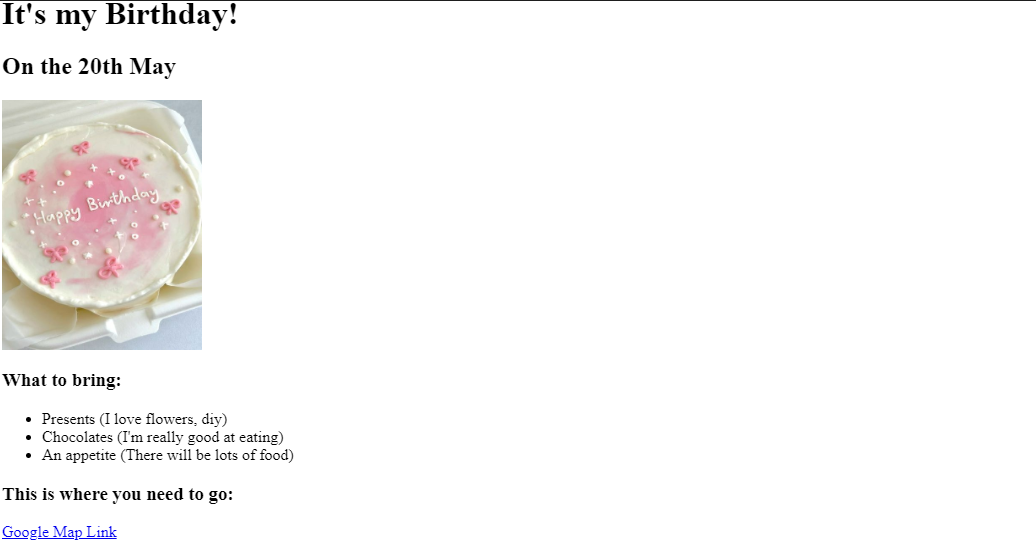 It's my Birthday!
On the 20th May
Happy Birthday
What to bring:
Presents (I love flowers, diy)
Chocolates (I'm really good at eating)
An appetite (There will be lots of food)
This is where you need to go:
Google Map Link